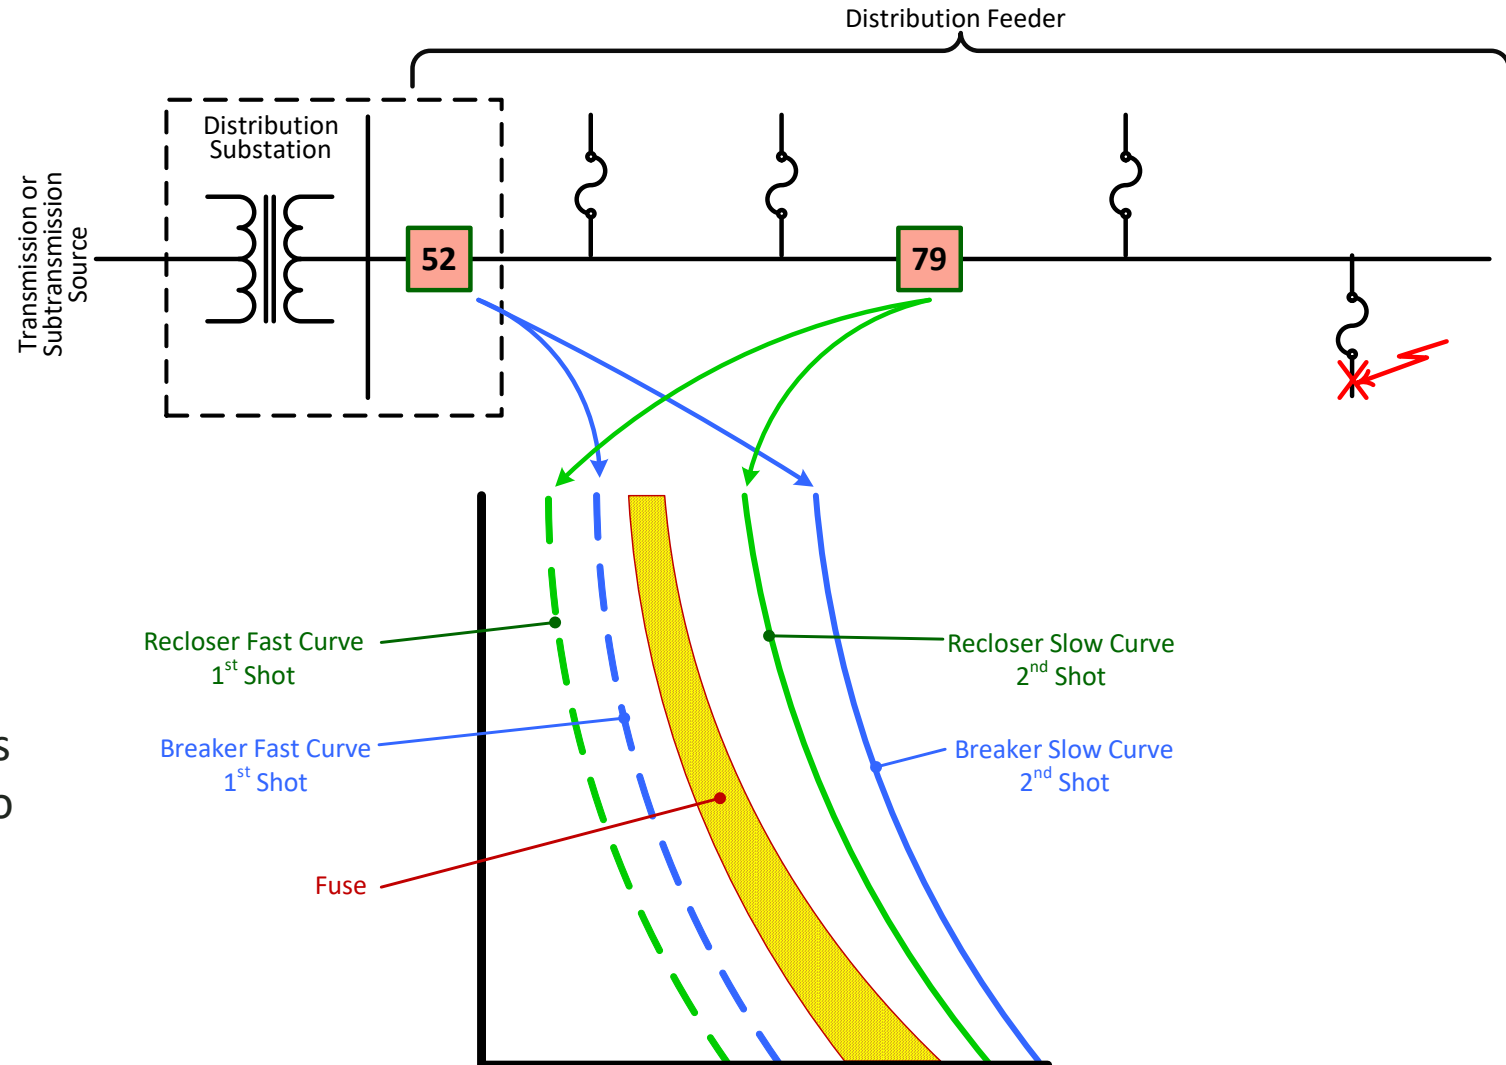 Distribution Feeder
Distribution
Substation
Transmission or
Subtransmission
Source
52
79
Recloser Fast Curve
1st Shot
Recloser Slow Curve
2nd Shot
Breaker Fast Curve
1st Shot
Breaker Slow Curve
2nd Shot
s
Fuse